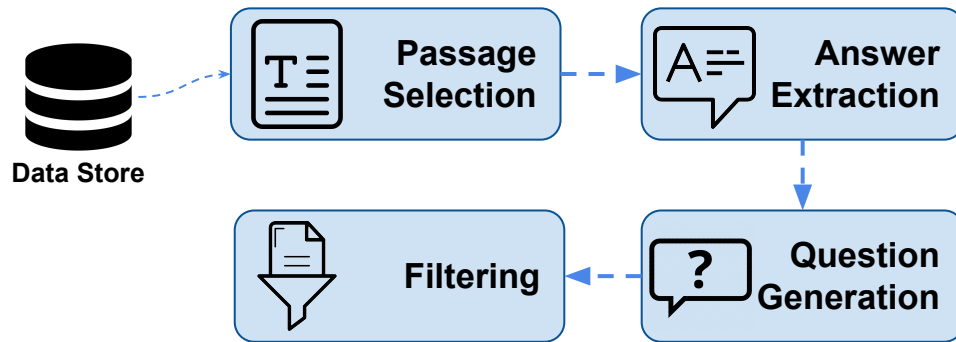 Data Store
T
Passage
Selection
A
Answer
Extraction
?
Question
Generation
Filtering